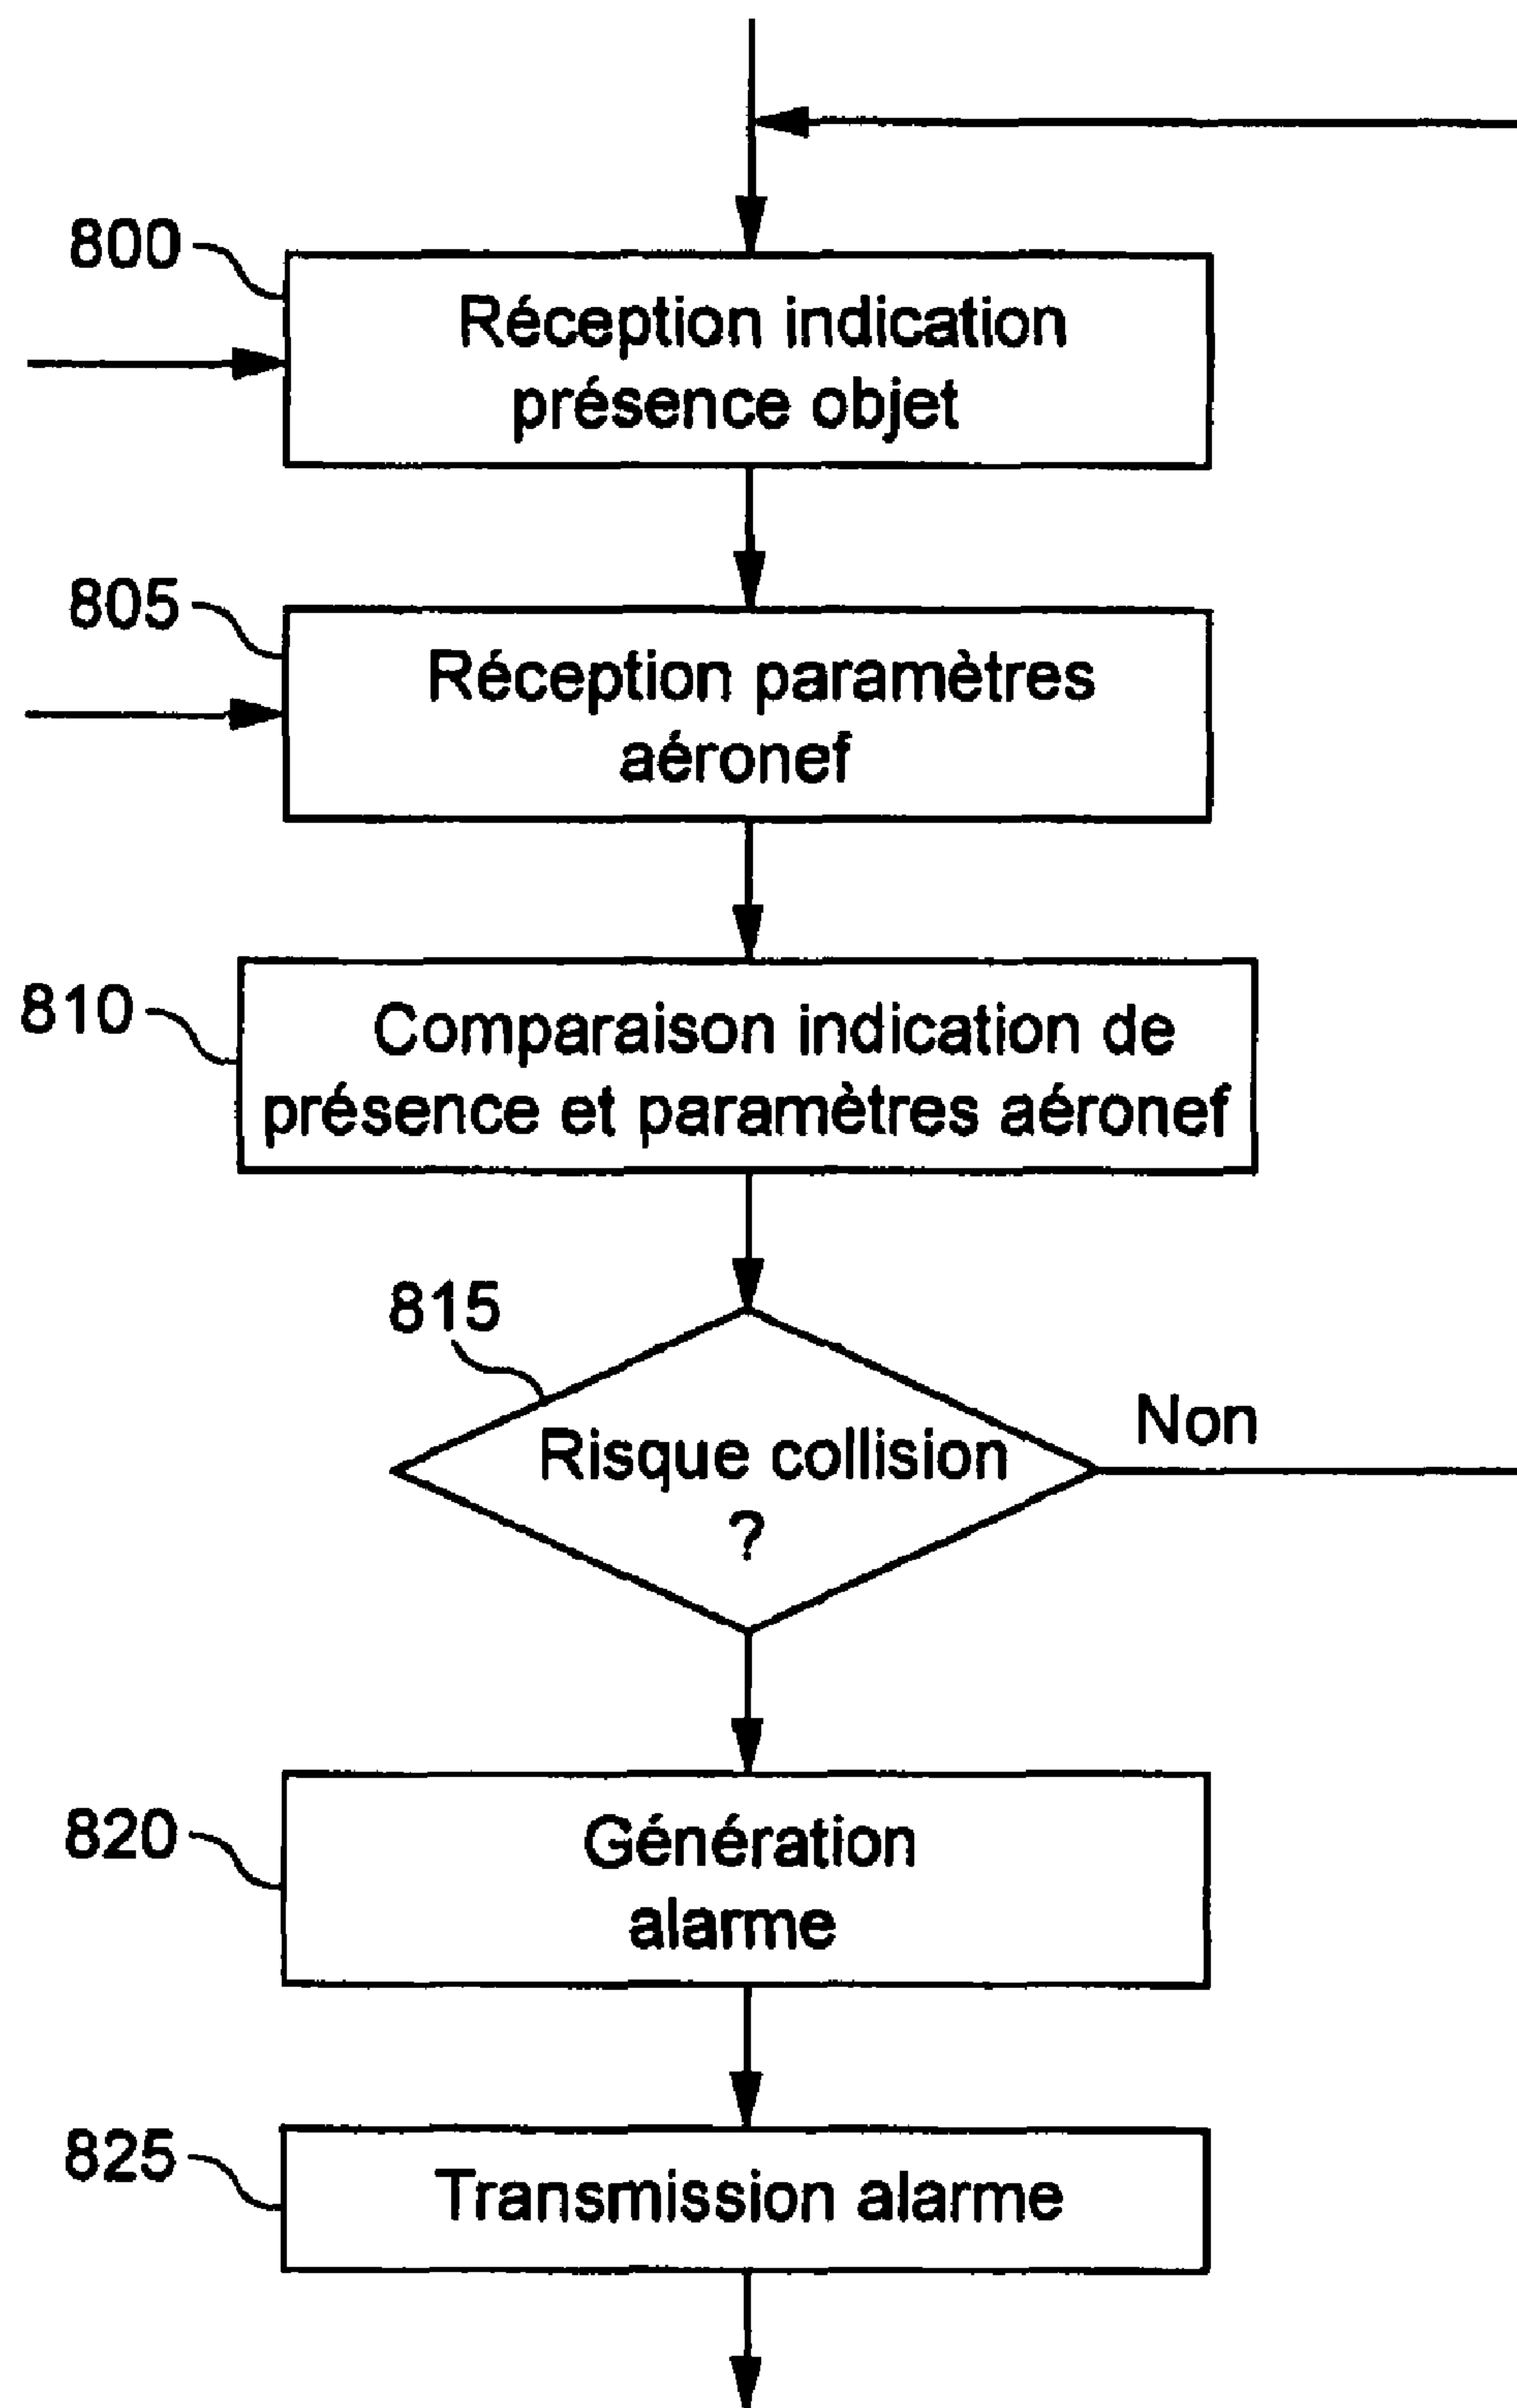 800
Réception indication
présence objet
805
Réception paramètres
aéronef
810
Comparaison indication de
présence et paramètres aéronef
815
Risque collision
?
Non
820
Génération
alarme
825
Transmission alarme